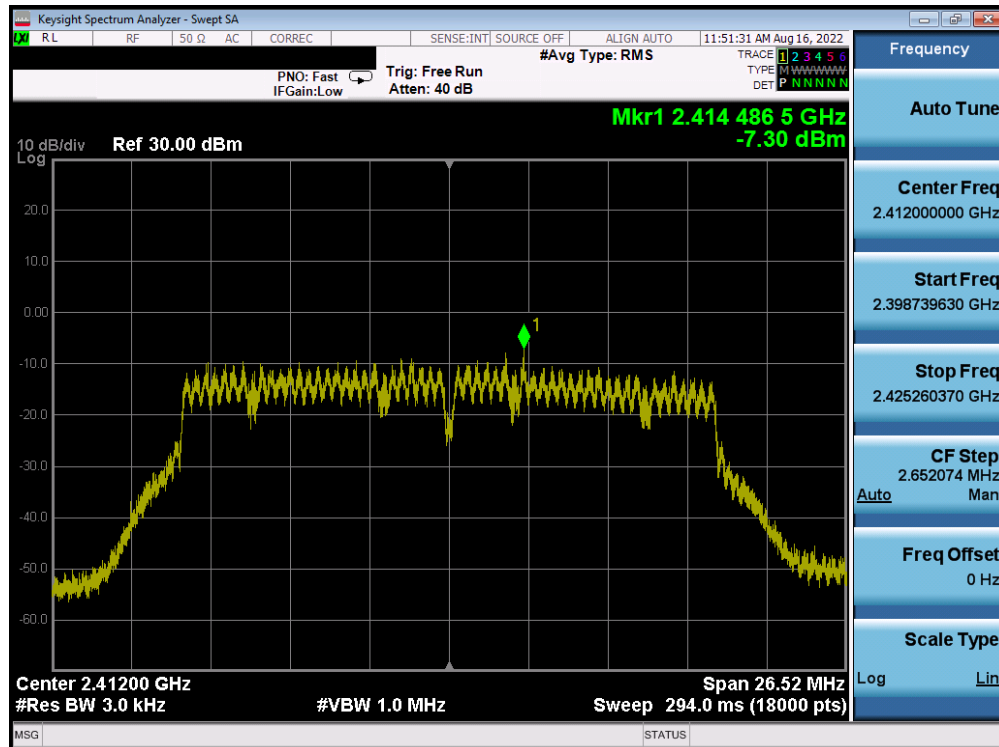 Keysight Spectrum Analyzer - Swept SA
LXI RL RF 50 Ω AC CORREC SENSE:INT SOURCE OFF ALIGN AUTO 11:51:31 AM Aug 16, 2022
#Avg Type: RMS
TRACE 1 2 3 4 5 6
TYPE M WWWWW
DET P N N N N N
PNO: Fast
IFGain:Low
Trig: Free Run
Atten: 40 dB
Mkr1 2.414 486 5 GHz
-7.30 dBm
10 dB/div
Log
Ref 30.00 dBm
20.0
10.0
0.00
-10.0
-20.0
-30.0
-40.0
-50.0
-60.0
1
Center 2.41200 GHz
Span 26.52 MHz
#Res BW 3.0 kHz
#VBW 1.0 MHz
Sweep 294.0 ms (18000 pts)
MSG
STATUS
Frequency
Auto Tune
Center Freq
2.412000000 GHz
Start Freq
2.398739630 GHz
Stop Freq
2.425260370 GHz
CF Step
2.652074 MHz
Auto Man
Freq Offset
0 Hz
Scale Type
Log Lin